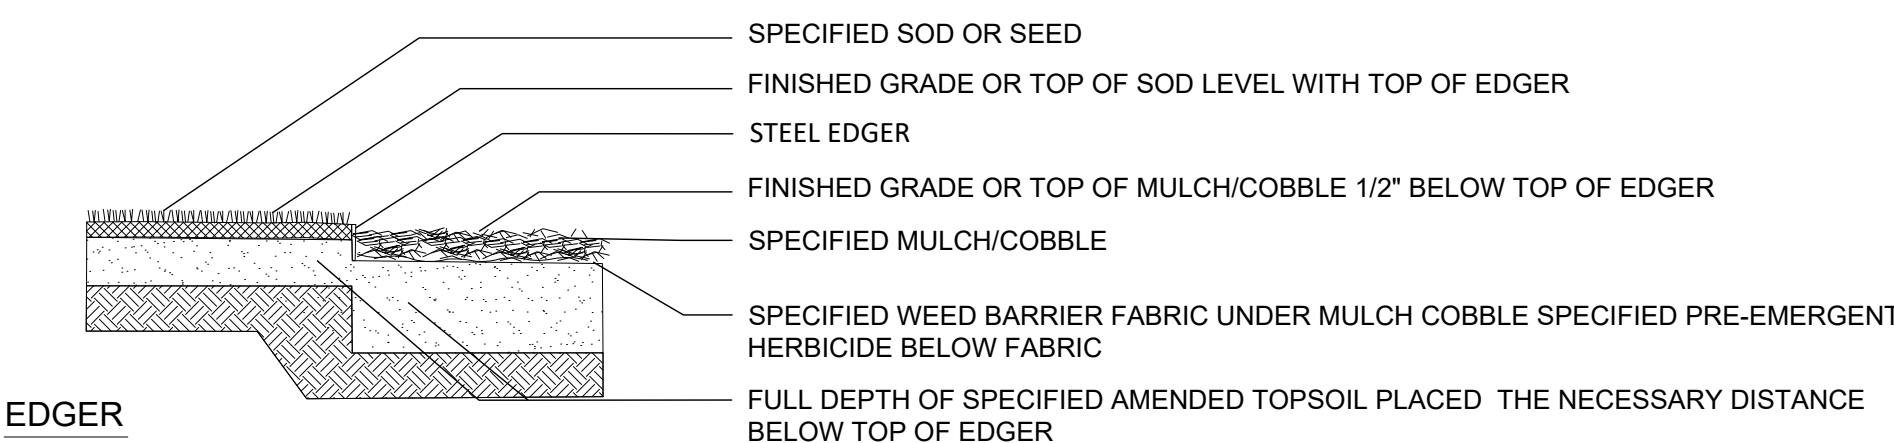 SPECIFIED SOD OR SEED
FINISHED GRADE OR TOP OF SOD LEVEL WITH TOP OF EDGER
STEEL EDGER
FINISHED GRADE OR TOP OF MULCH/COBBLE 1/2" BELOW TOP OF EDGER
SPECIFIED MULCH/COBBLE
SPECIFIED WEED BARRIER FABRIC UNDER MULCH COBBLE SPECIFIED PRE-EMERGENT
HERBICIDE BELOW FABRIC
FULL DEPTH OF SPECIFIED AMENDED TOPSOIL PLACED THE NECESSARY DISTANCE
BELOW TOP OF EDGER
EDGER